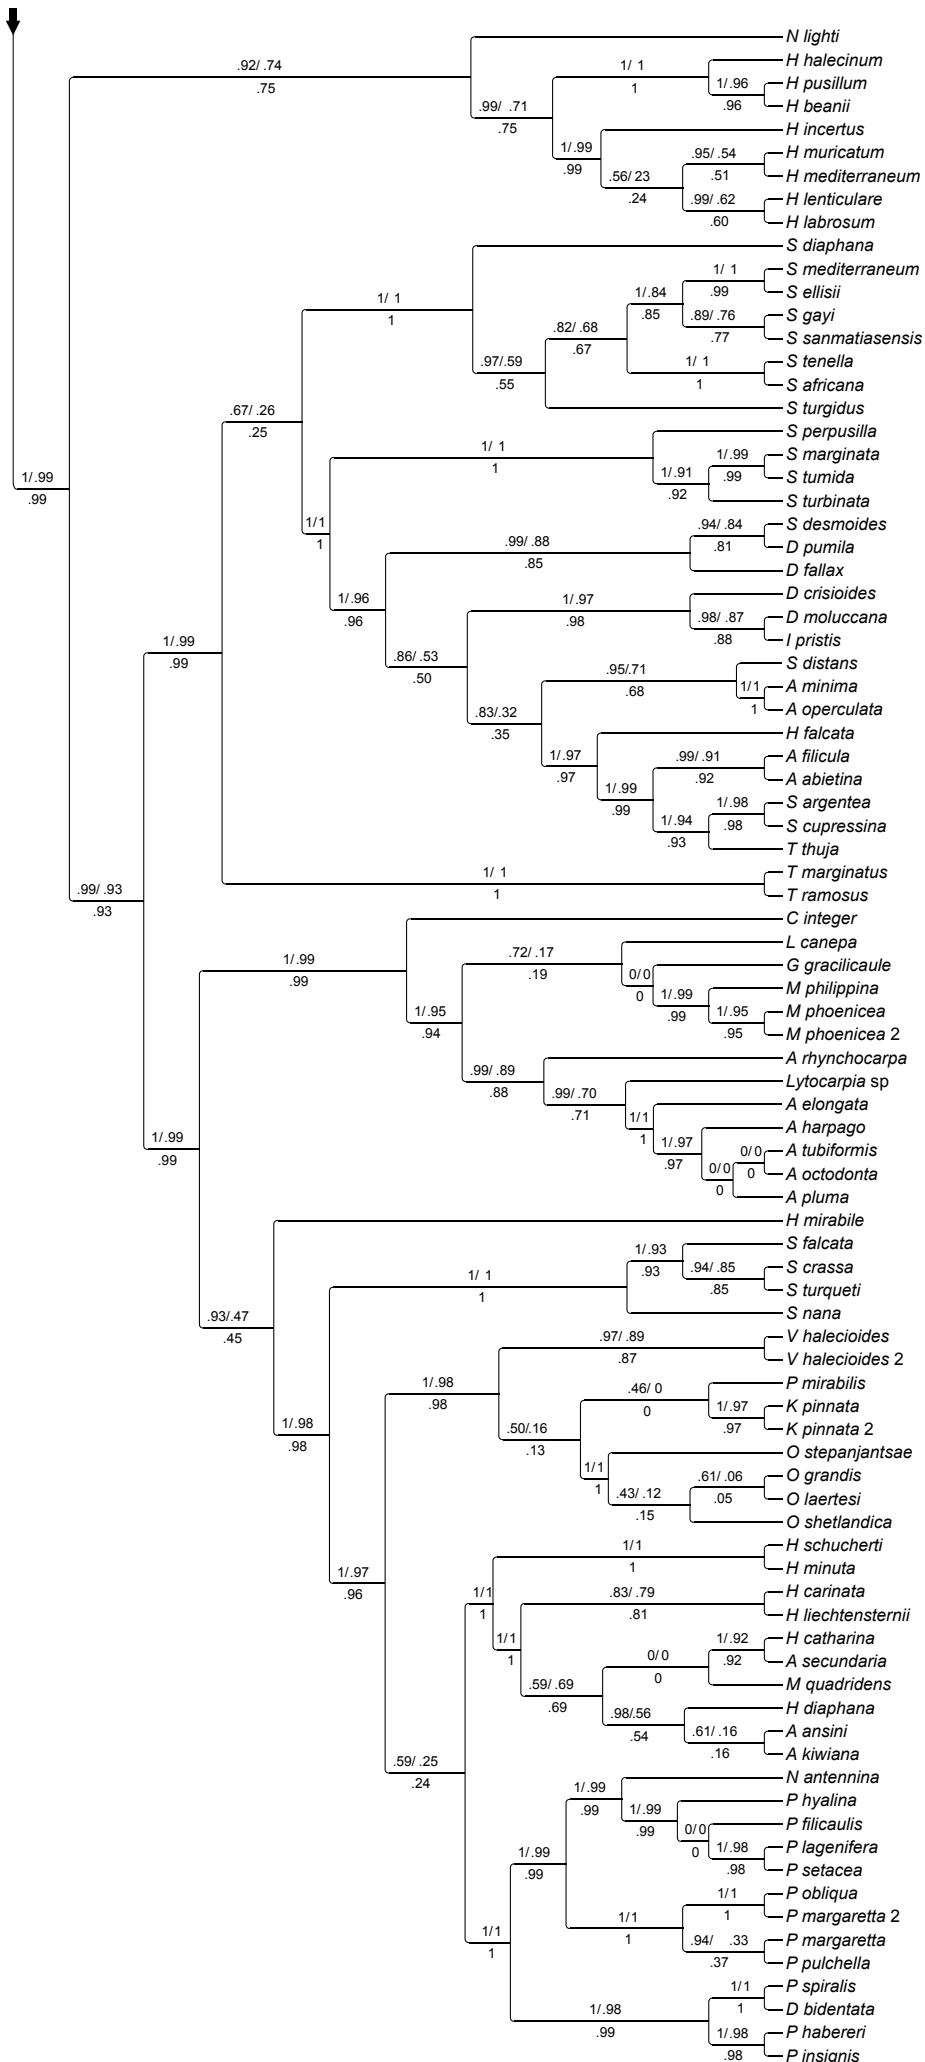 N lighti
H halecinum
.92/ .74
1/ 1
.75
1
1/.96
H pusillum
.96
H beanii
.99/ .71
.75
H incertus
1/.99
.99
.95/ .54
H muricatum
.51
H mediterraneum
.56/ 23
.24
.99/ .62
H lenticulare
.60
H labrosum
S diaphana
1/ 1
S mediterraneum
.99
S ellisii
1/.84
.85
1/ 1
1
.89/ .76
S gayi
.77
S sanmatiasensis
.82/ .68
.67
.97/.59
.55
1/ 1
S tenella
1
S africana
.67/ .26
.25
S turgidus
S perpusilla
1/ 1
1
1/.99
S marginata
.99
S tumida
1/.99
.99
1/.91
.92
S turbinata
1/1
1
.94/ .84
S desmoides
.81
D pumila
.99/ .88
.85
D fallax
D crisioides
1/.96
.96
1/.97
.98
.98/ .87
D moluccana
.88
I pristis
1/.99
.99
.86/ .53
.50
S distans
.95/.71
.68
1/1
A minima
1
A operculata
.83/.32
.35
H falcata
1/.97
.97
.99/ .91
A filicula
.92
A abietina
1/.99
.99
1/.98
S argentea
.98
S cupressina
1/.94
.93
T thuja
1/ 1
T marginatus
1
T ramosus
.99/ .93
.93
C integer
L canepa
1/.99
.99
.72/ .17
.19
G gracilicaule
0/0
0
M philippina
1/.99
.99
1/.95
M phoenicea
.95
M phoenicea 2
1/.95
.94
A rhynchocarpa
.99/ .89
.88
Lytocarpia sp
.99/ .70
.71
A elongata
1/1
1
A harpago
1/.99
.99
1/.97
.97
0/0
A tubiformis
0
A octodonta
0/0
0
A pluma
H mirabile
S falcata
1/.93
.93
.94/ .85
S crassa
.85
S turqueti
1/ 1
1
S nana
.93/.47
.45
.97/ .89
V halecioides
.87
V halecioides 2
1/.98
.98
P mirabilis
.46/ 0
0
1/.97
K pinnata
.97
K pinnata 2
1/.98
.98
.50/.16
.13
O stepanjantsae
1/1
1
.61/ .06
O grandis
.05
O laertesi
.43/ .12
.15
O shetlandica
1/1
H schucherti
1
H minuta
1/.97
.96
.83/ .79
H carinata
.81
H liechtensternii
1/1
1
1/1
1
1/.92
H catharina
.92
A secundaria
0/0
0
M quadridens
.59/ .69
.69
H diaphana
.98/.56
.54
.61/ .16
A ansini
.16
A kiwiana
.59/ .25
.24
N antennina
1/.99
.99
P hyalina
1/.99
.99
P filicaulis
0/0
0
1/.98
P lagenifera
.98
P setacea
1/.99
.99
1/1
P obliqua
1
P margaretta 2
1/1
1
.94/ .33
P margaretta
.37
P pulchella
1/1
1
1/1
P spiralis
1
D bidentata
1/.98
.99
1/.98
P habereri
.98
P insignis